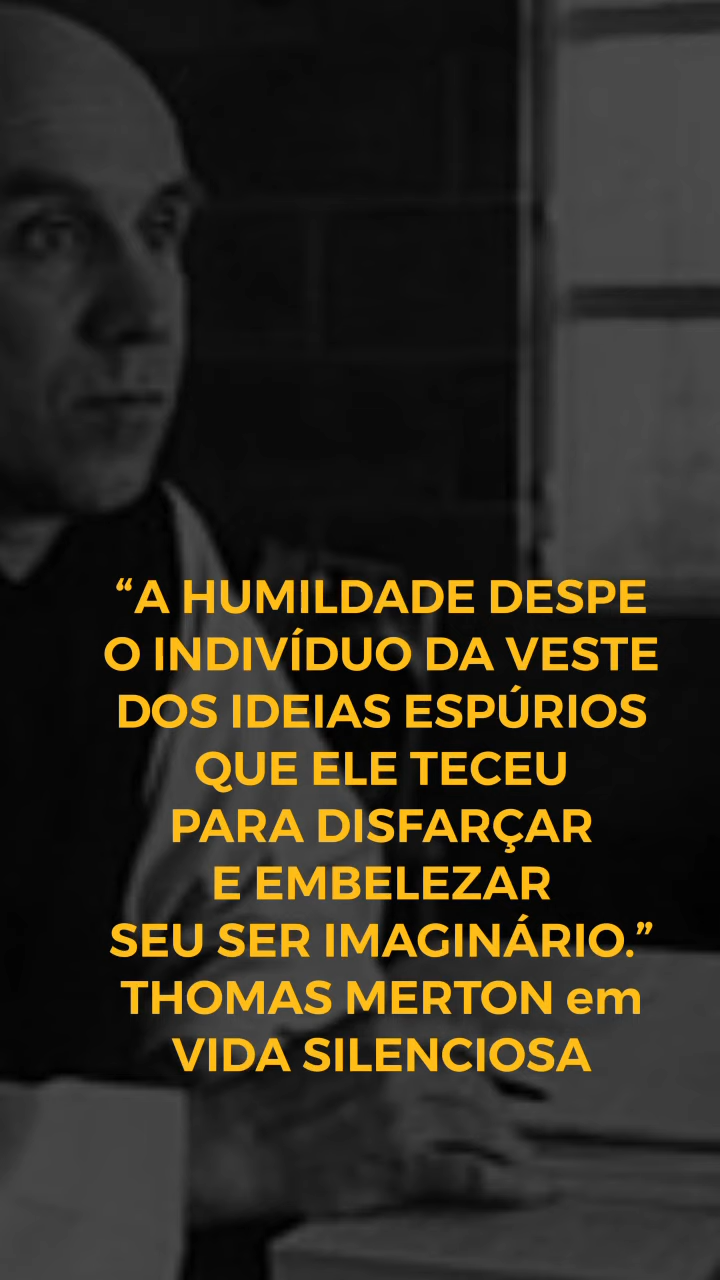 “A HUMILDADE DESPE
O INDIVÍDUO DA VESTE
DOS IDEIAS ESPÚRIOS
QUE ELE TECEU
PARA DISFARÇAR
E EMBELEZAR
SEU SER IMAGINÁRIO.”
THOMAS MERTON em
VIDA SILENCIOSA